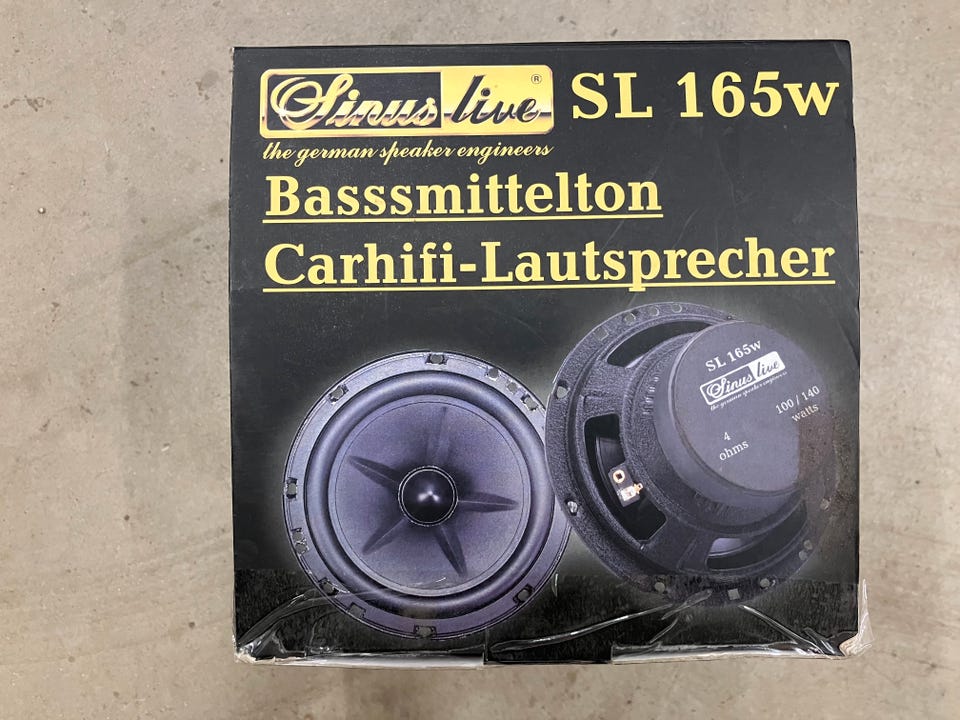 Sinus live ® SL 165w
the german speaker engineers
Basssmittelton
Carhifi-Lautsprecher
SL 165w
Sinus live
the german speaker engineers
100 / 140
watts
4
ohms